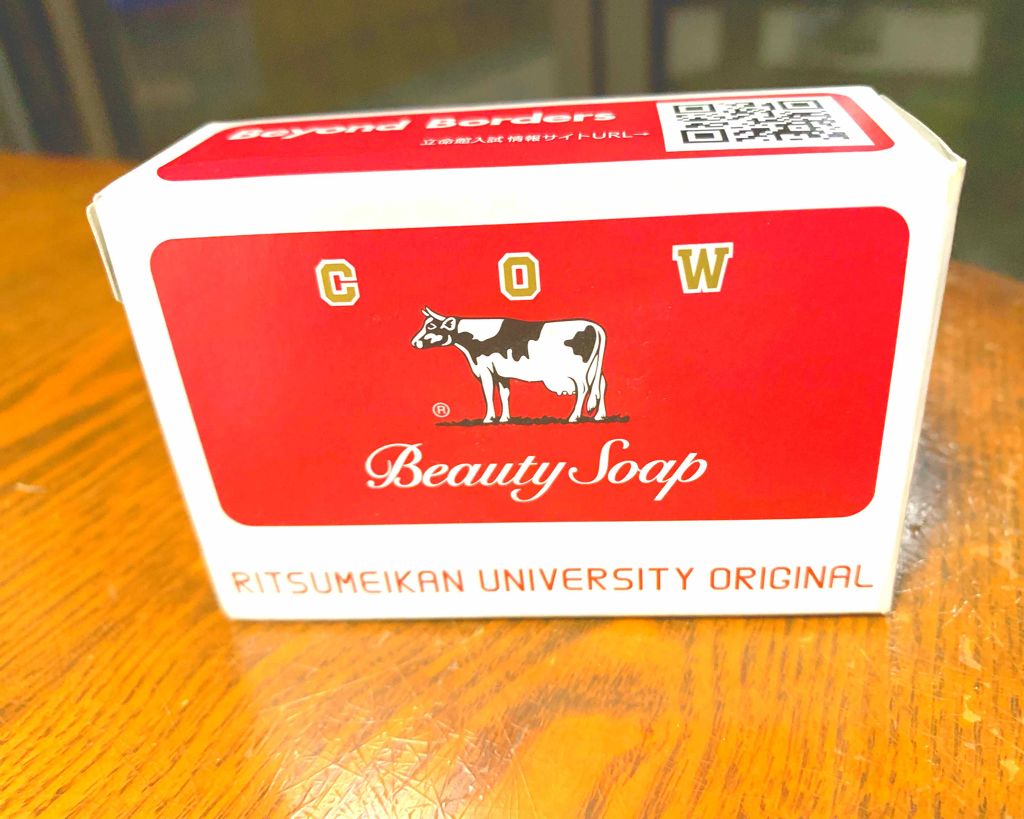 Beyond Borders
立命館入試情報サイトURL→
C O W
®
Beauty Soap
RITSUMEIKAN UNIVERSITY ORIGINAL